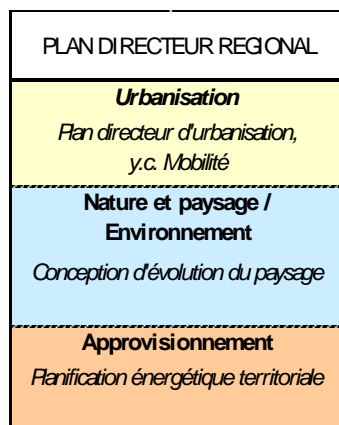 PLAN DIRECTEUR REGIONAL
Urbanisation
Plan directeur d'urbanisation,
y.c. Mobilité
Nature et paysage /
Environnement
Conception d'évolution du paysage
Approvisionnement
Planification énergétique territoriale